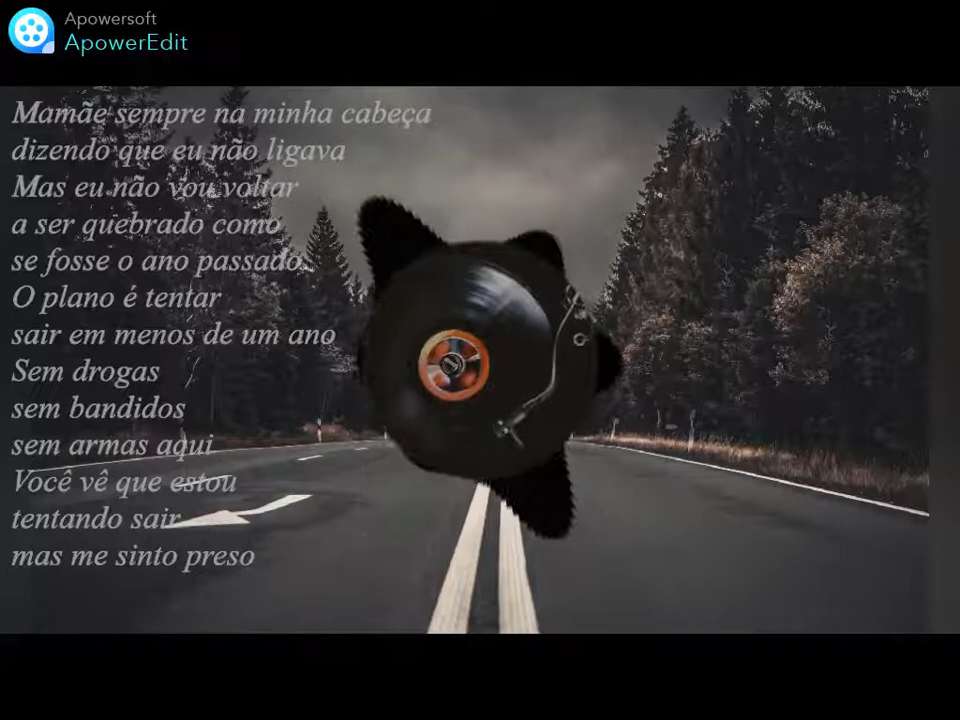 Apowersoft
ApowerEdit
Mamãe sempre na minha cabeça
dizendo que eu não ligava
Mas eu não vou voltar
a ser quebrado como
se fosse o ano passado.
O plano é tentar
sair em menos de um ano
Sem drogas
sem bandidos
sem armas aqui
Você vê que estou
tentando sair
mas me sinto preso